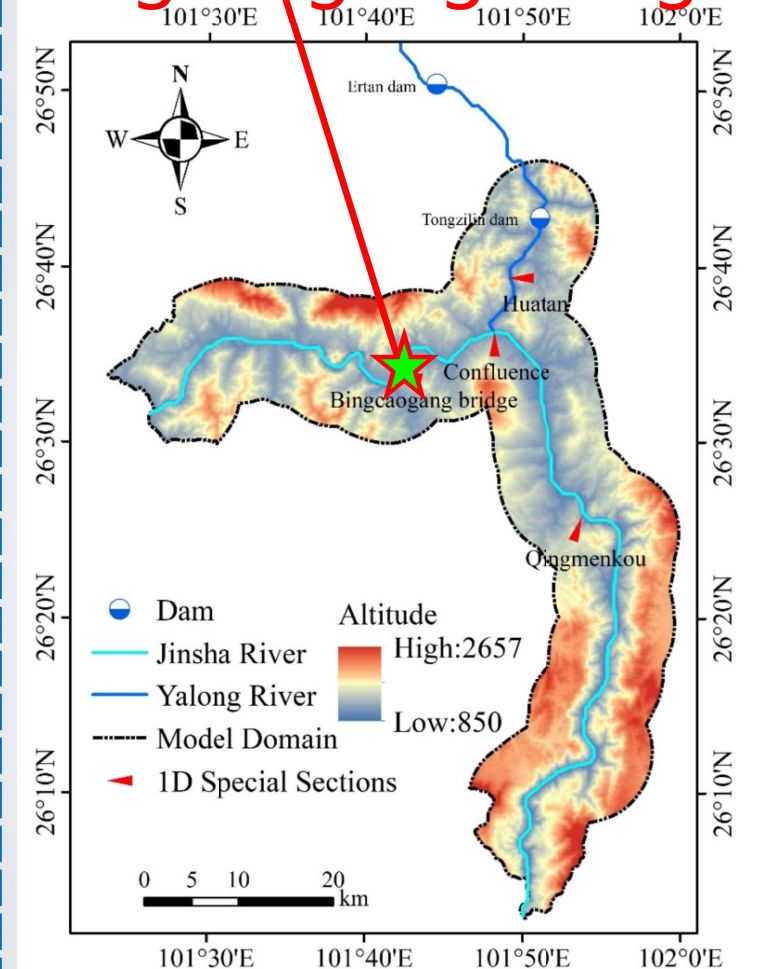 101°30'E 101°40'E 101°50'E 102°0'E
26°50'N
26°40'N
26°30'N
26°20'N
26°10'N
N
W E
S
Ertan dam
Tongzilin dam
Huatan
Confluence
Bingcaogang bridge
Qingmenkou
26°50'N
26°40'N
26°30'N
26°20'N
26°10'N
Dam
Jinsha River
Yalong River
Model Domain
1D Special Sections
Altitude
High:2657
Low:850
0 5 10 20
km
101°30'E 101°40'E 101°50'E 102°0'E